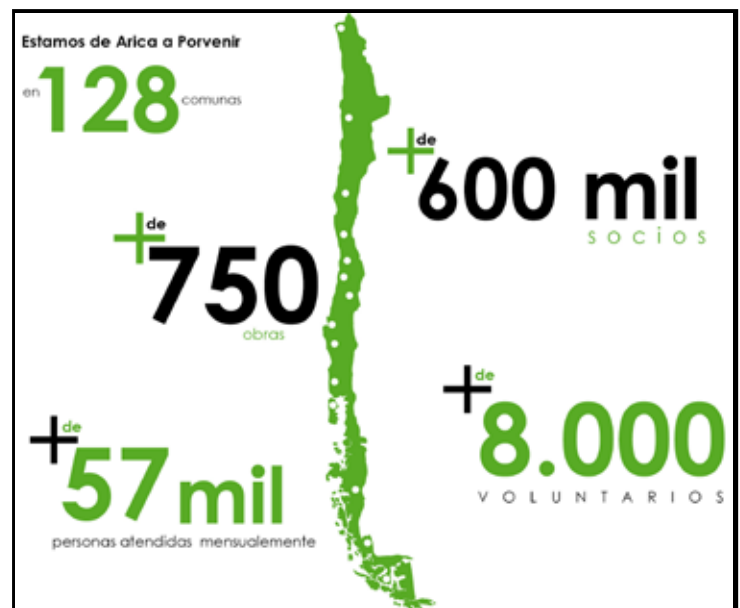 Estamos de Arica a Porvenir
en 128 comunas
+ de
600 mil
socios
+ de
750
obras
+ de
8.000
VOLUNTARIOS
+ de
57 mil
personas atendidas mensualemente